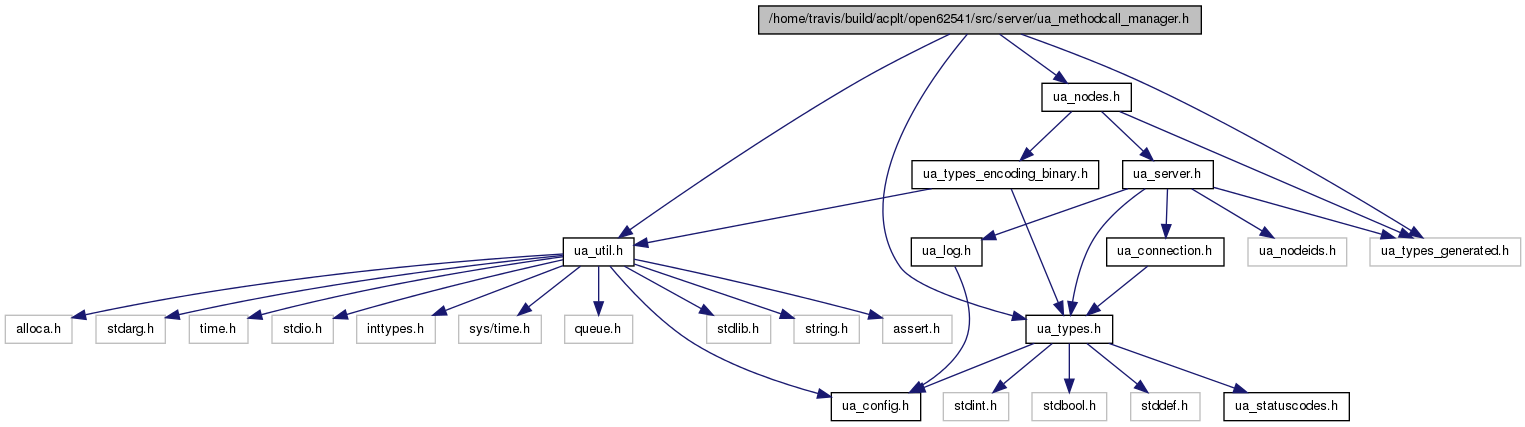 /home/travis/build/acplt/open62541/src/server/ua_methodcall_manager.h
ua_nodes.h
ua_types_encoding_binary.h
ua_server.h
ua_util.h
ua_log.h
ua_connection.h
ua_nodeids.h
ua_types_generated.h
alloca.h
stdarg.h
time.h
stdio.h
inttypes.h
sys/time.h
queue.h
stdlib.h
string.h
assert.h
ua_types.h
ua_config.h
stdint.h
stdbool.h
stddef.h
ua_statuscodes.h